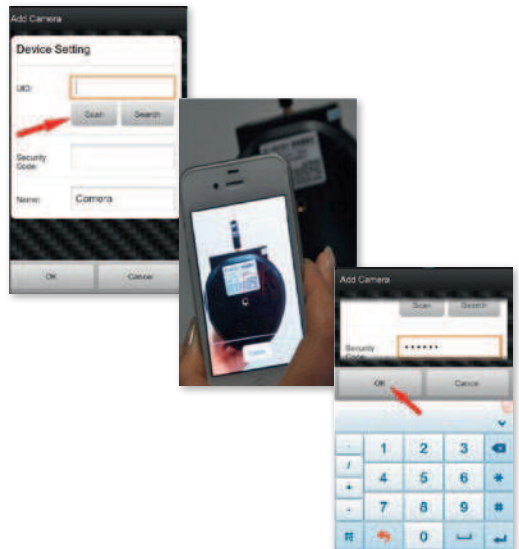 Add Camera
Device Setting
UID:
Scan Search
Security
Code:
Name: Camera
OK Cancel
Add Camera
Scan Search
Security
Code:
••••••
OK Cancel
- 1 2 3
/
+ 4 5 6 *
- 7 8 9 #
符 0